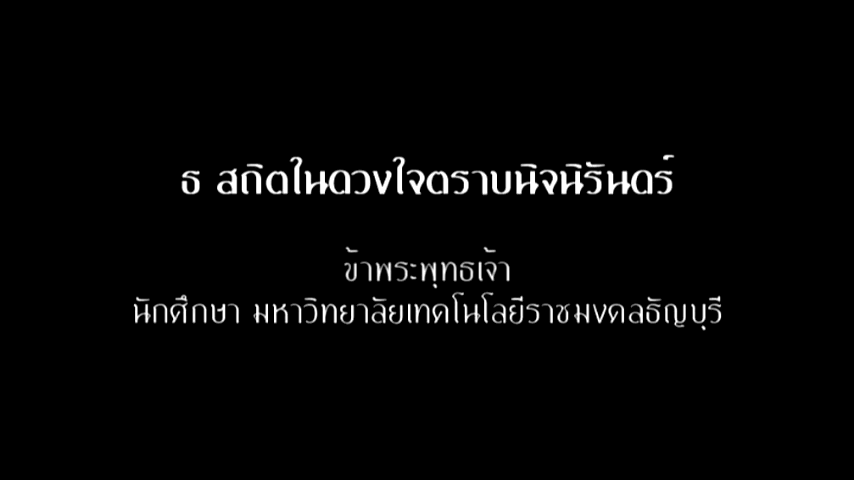 ธ สถิตในดวงใจตราบนิจนิรันดร์
ข้าพระพุทธเจ้า
นักศึกษา มหาวิทยาลัยเทคโนโลยีราชมงคลธัญบุรี